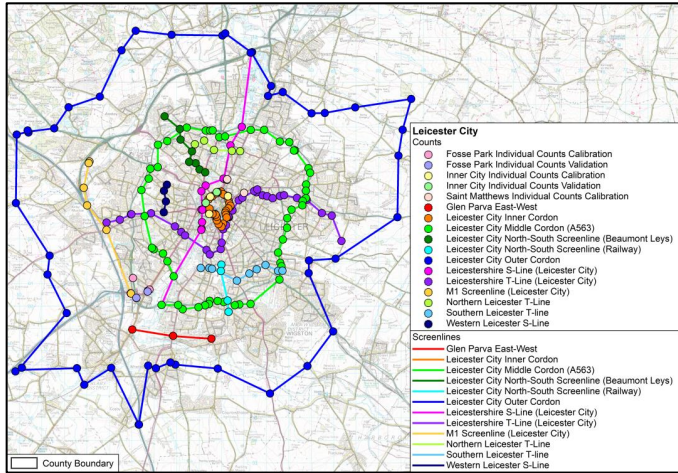 Leicester City
Counts
Fosse Park Individual Counts Calibration
Fosse Park Individual Counts Validation
Inner City Individual Counts Calibration
Inner City Individual Counts Validation
Saint Matthews Individual Counts Calibration
Glen Parva East-West
Leicester City Inner Cordon
Leicester City Middle Cordon (A563)
Leicester City North-South Screenline (Beaumont Leys)
Leicester City North-South Screenline (Railway)
Leicester City Outer Cordon
Leicestershire S-Line (Leicester City)
Leicestershire T-Line (Leicester City)
M1 Screenline (Leicester City)
Northern Leicester T-Line
Southern Leicester T-line
Western Leicester S-Line
Screenlines
Glen Parva East-West
Leicester City Inner Cordon
Leicester City Middle Cordon (A563)
Leicester City North-South Screenline (Beaumont Leys)
Leicester City North-South Screenline (Railway)
Leicester City Outer Cordon
Leicestershire S-Line (Leicester City)
Leicestershire T-Line (Leicester City)
M1 Screenline (Leicester City)
Northern Leicester T-Line
Southern Leicester T-line
Western Leicester S-Line
County Boundary